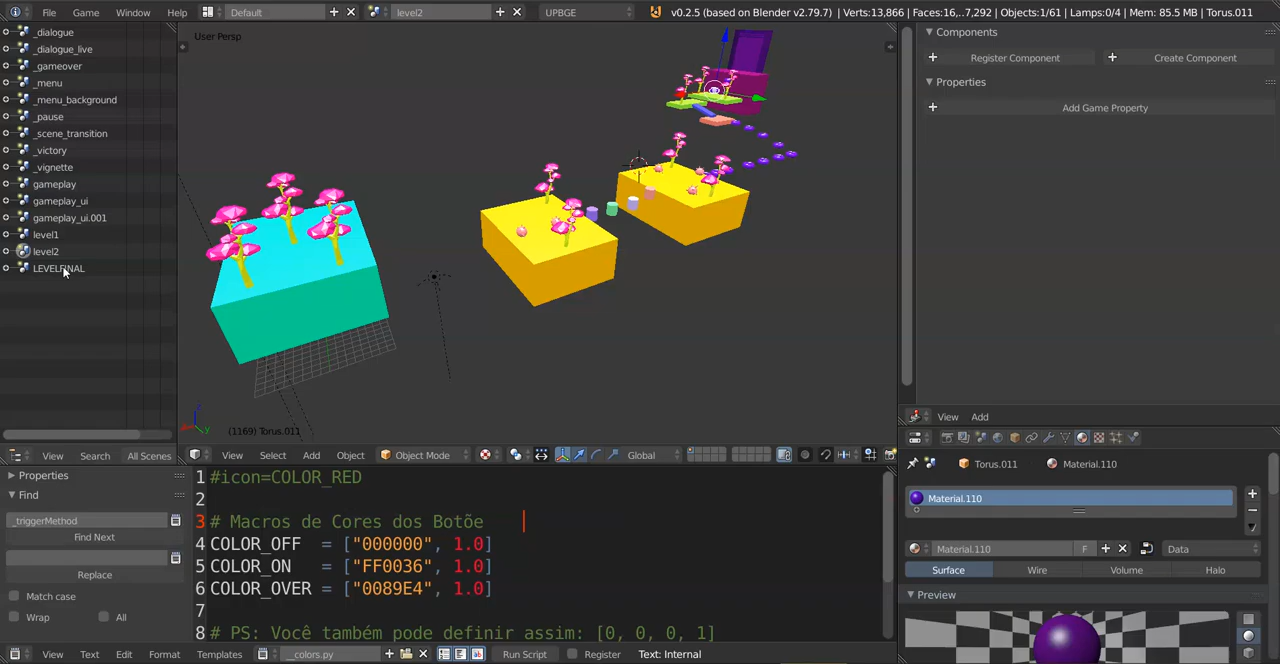 File Game Window Help Default level2 UPBGE v0.2.5 (based on Blender v2.79.7) | Verts:13,866 | Faces:16,..7,292 | Objects:1/61 | Lamps:0/4 | Mem: 85.5 MB | Torus.011
_dialogue
_dialogue_live
_gameover
_menu
_menu_background
_pause
_scene_transition
_victory
_vignette
gameplay
gameplay_ui
gameplay_ui.001
level1
level2
LEVELFINAL
View Search All Scenes
User Persp
(1169) Torus.011
View Select Add Object Object Mode Global
Components
Register Component Create Component
Properties
Add Game Property
View Add
Torus.011 Material.110
Material.110
Material.110 F Data
Surface Wire Volume Halo
Preview
Properties
Find
_triggerMethod
Find Next
Replace
Match case
Wrap All
1 #icon=COLOR_RED
2
3 # Macros de Cores dos Botõe
4 COLOR_OFF = ["000000", 1.0]
5 COLOR_ON = ["FF0036", 1.0]
6 COLOR_OVER = ["0089E4", 1.0]
7
8 # PS: Você também pode definir assim: [0, 0, 0, 1]
View Text Edit Format Templates __colors.py Run Script Register Text: Internal